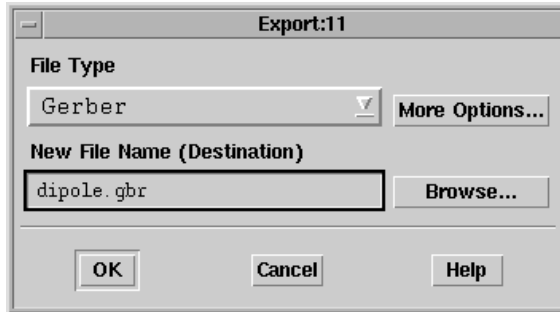 Export:11
File Type
Gerber
More Options...
New File Name (Destination)
dipole.gbr
Browse...
OK
Cancel
Help